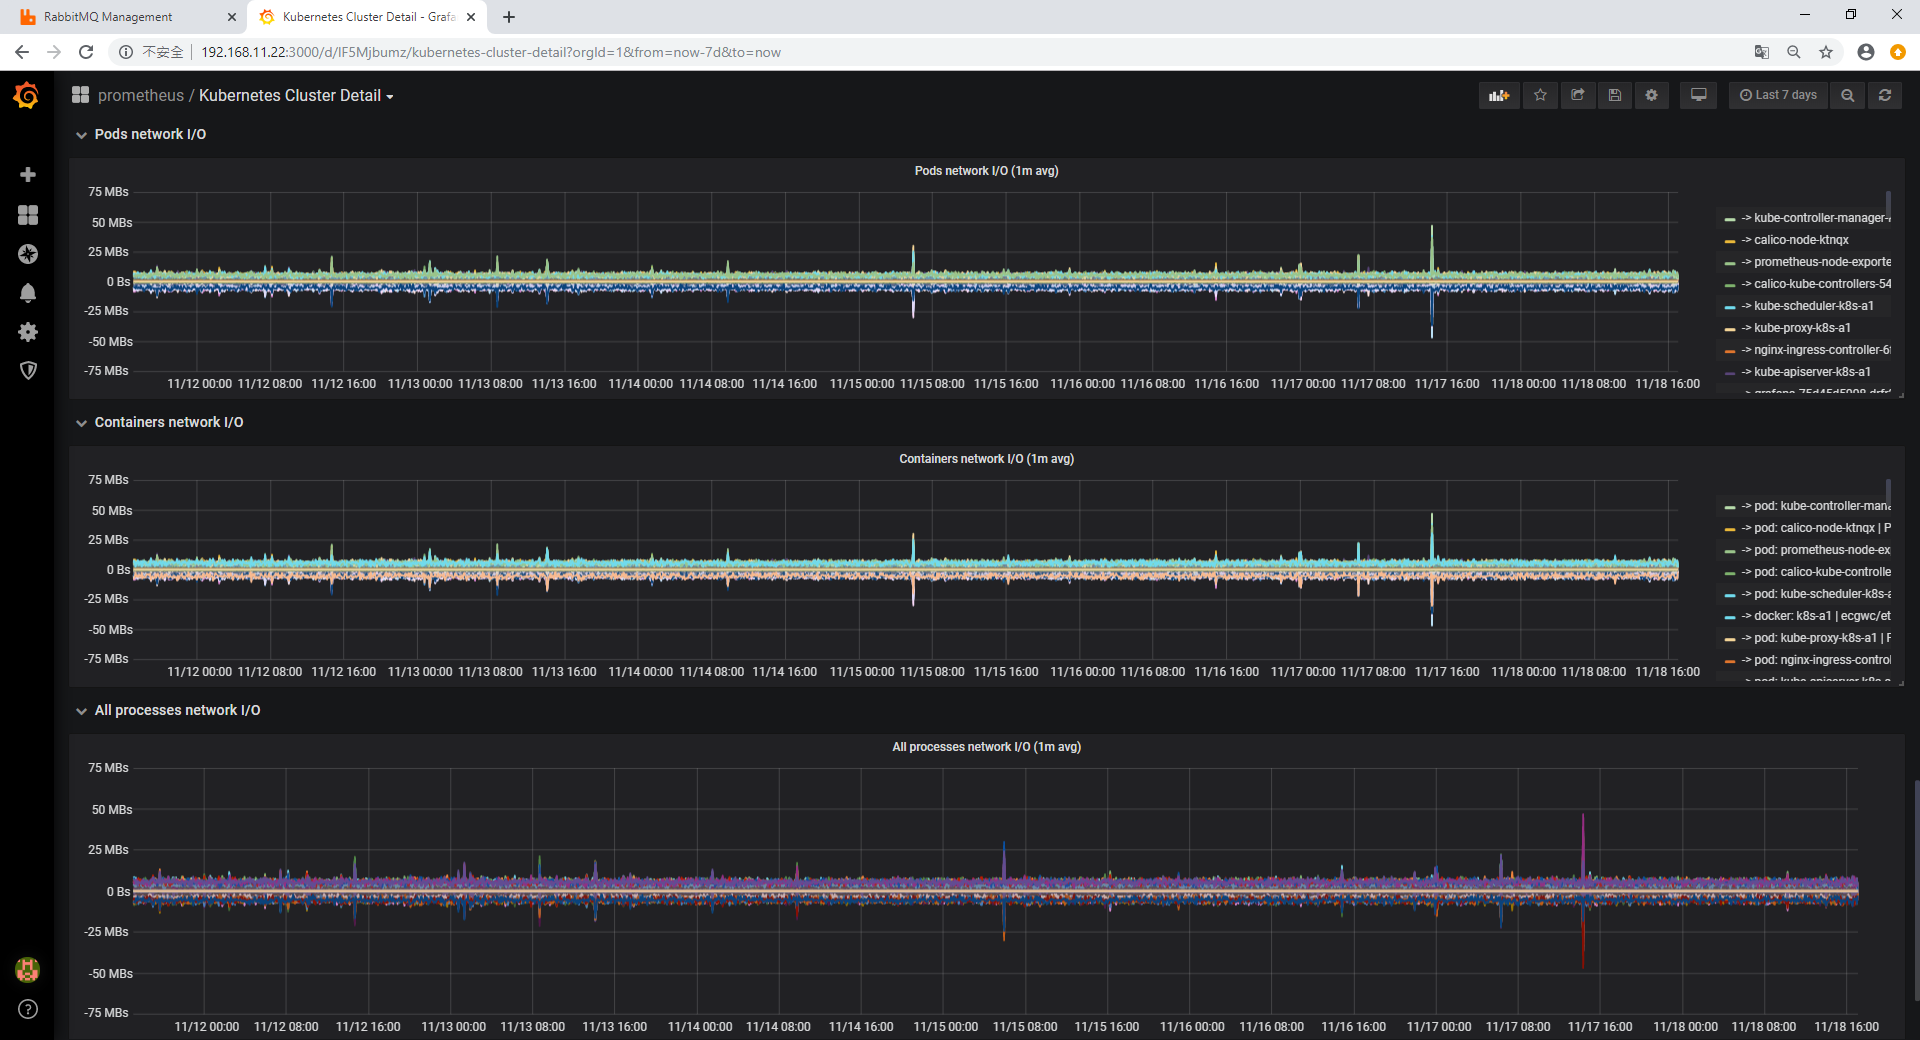 RabbitMQ Management
Kubernetes Cluster Detail - Grafa
不安全 192.168.11.22:3000/d/IF5Mjbumz/kubernetes-cluster-detail?orgId=1&from=now-7d&to=now
prometheus / Kubernetes Cluster Detail
Last 7 days
Pods network I/O
Pods network I/O (1m avg)
75 MBs
50 MBs
25 MBs
0 Bs
-25 MBs
-50 MBs
-75 MBs
11/12 00:00 11/12 08:00 11/12 16:00 11/13 00:00 11/13 08:00 11/13 16:00 11/14 00:00 11/14 08:00 11/14 16:00 11/15 00:00 11/15 08:00 11/15 16:00 11/16 00:00 11/16 08:00 11/16 16:00 11/17 00:00 11/17 08:00 11/17 16:00 11/18 00:00 11/18 08:00 11/18 16:00
-> kube-controller-manager-
-> calico-node-ktnqx
-> prometheus-node-exporte
-> calico-kube-controllers-54
-> kube-scheduler-k8s-a1
-> kube-proxy-k8s-a1
-> nginx-ingress-controller-6f
-> kube-apiserver-k8s-a1
Containers network I/O
Containers network I/O (1m avg)
75 MBs
50 MBs
25 MBs
0 Bs
-25 MBs
-50 MBs
-75 MBs
11/12 00:00 11/12 08:00 11/12 16:00 11/13 00:00 11/13 08:00 11/13 16:00 11/14 00:00 11/14 08:00 11/14 16:00 11/15 00:00 11/15 08:00 11/15 16:00 11/16 00:00 11/16 08:00 11/16 16:00 11/17 00:00 11/17 08:00 11/17 16:00 11/18 00:00 11/18 08:00 11/18 16:00
-> pod: kube-controller-mana
-> pod: calico-node-ktnqx | P
-> pod: prometheus-node-ex
-> pod: calico-kube-controlle
-> pod: kube-scheduler-k8s-a
-> docker: k8s-a1 | ecgwc/et
-> pod: kube-proxy-k8s-a1 | F
-> pod: nginx-ingress-control
All processes network I/O
All processes network I/O (1m avg)
75 MBs
50 MBs
25 MBs
0 Bs
-25 MBs
-50 MBs
-75 MBs
11/12 00:00 11/12 08:00 11/12 16:00 11/13 00:00 11/13 08:00 11/13 16:00 11/14 00:00 11/14 08:00 11/14 16:00 11/15 00:00 11/15 08:00 11/15 16:00 11/16 00:00 11/16 08:00 11/16 16:00 11/17 00:00 11/17 08:00 11/17 16:00 11/18 00:00 11/18 08:00 11/18 16:00